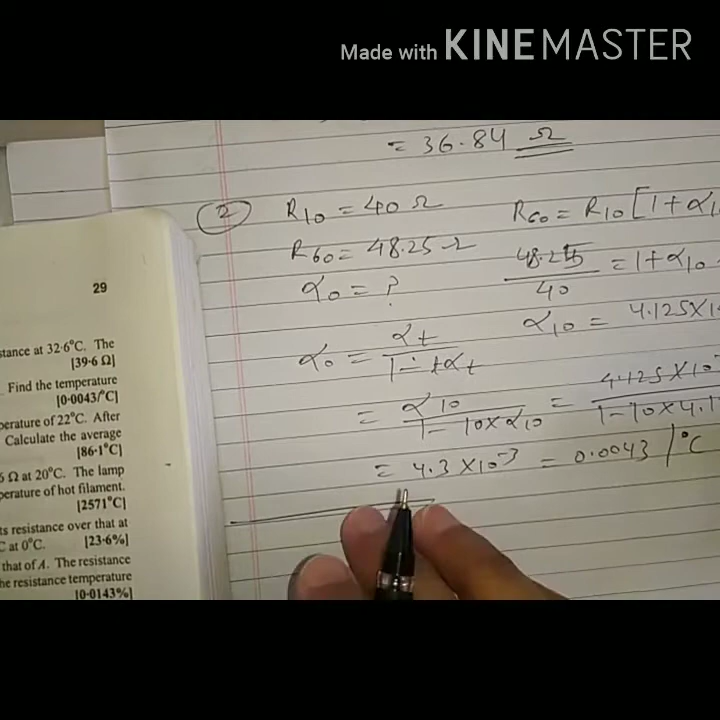 Made with KINEMASTER
29
stance at 32·6°C. The
[39·6 Ω]
Find the temperature
[0·0043/°C]
perature of 22°C. After
Calculate the average
[86·1°C]
6 Ω at 20°C. The lamp
perature of hot filament.
[2571°C]
ts resistance over that at
C at 0°C. [23·6%]
that of A. The resistance
he resistance temperature
[0·0143%]
= 36.84 Ω
② R10 = 40 Ω
R60 = 48.25 Ω
α0 = ?
α0 = αt / 1 - tαt
= α10 / 1 - 10×α10 = 4.125×10 / 1-10×4.1
= 4.3×10⁻³ = 0.0043 /°C
R60 = R10 [1+α1
48.25 / 40 = 1+α10
α10 = 4.125×1